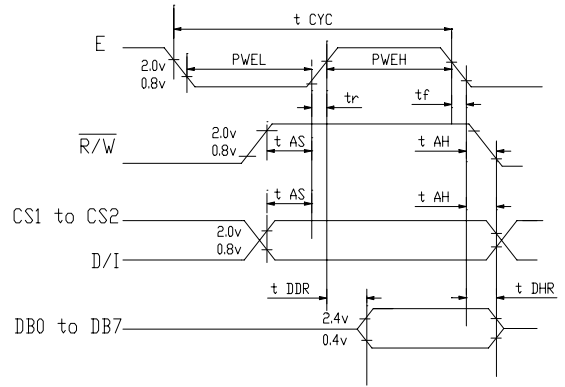 t CYC
E
PWEL
PWEH
2.0v
0.8v
tr
tf
R/W
2.0v
0.8v
t AS
t AH
t AS
t AH
CS1 to CS2
2.0v
0.8v
D/I
t DDR
t DHR
DB0 to DB7
2.4v
0.4v